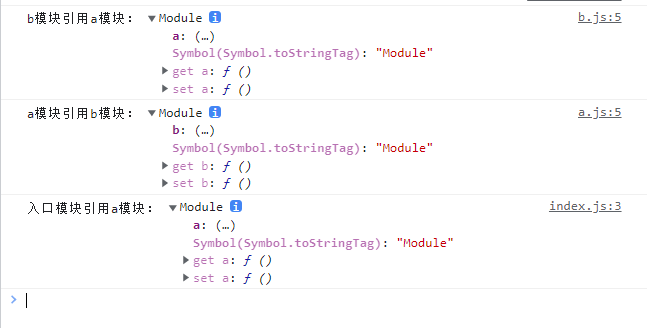 b模块引用a模块： ▼Module i b.js:5
a: (…)
Symbol(Symbol.toStringTag): "Module"
▶ get a: ƒ ()
▶ set a: ƒ ()
a模块引用b模块： ▼Module i a.js:5
b: (…)
Symbol(Symbol.toStringTag): "Module"
▶ get b: ƒ ()
▶ set b: ƒ ()
入口模块引用a模块： ▼Module i index.js:3
a: (…)
Symbol(Symbol.toStringTag): "Module"
▶ get a: ƒ ()
▶ set a: ƒ ()
>